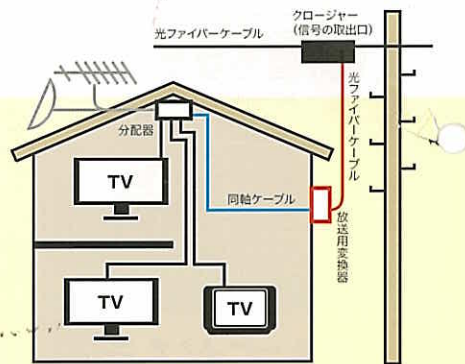 クロージャー
(信号の取出口)
光ファイバーケーブル
光ファイバーケーブル
分配器
TV
同軸ケーブル
放送用変換器
TV
TV